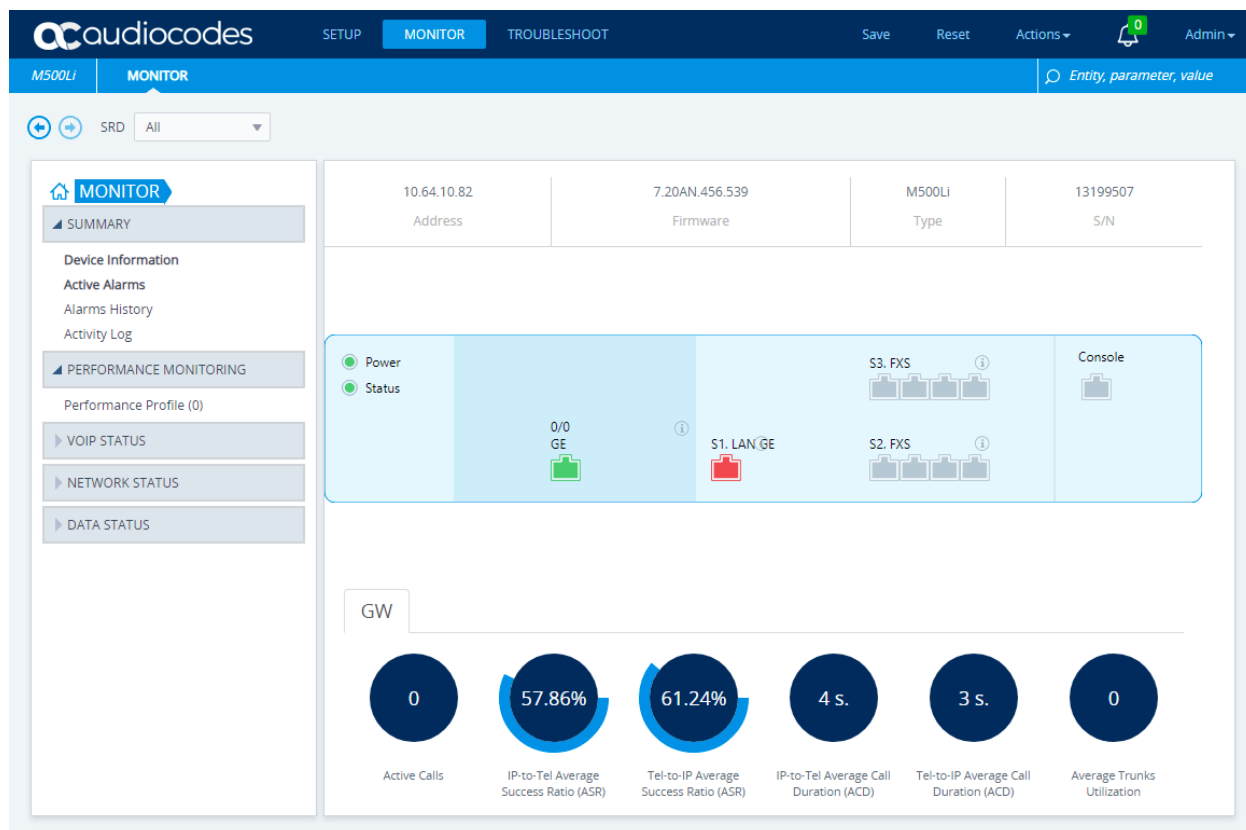 audiocodes
SETUP MONITOR TROUBLESHOOT Save Reset Actions 0 Admin
M500Li MONITOR Entity, parameter, value
SRD All
MONITOR
SUMMARY
Device Information
Active Alarms
Alarms History
Activity Log
PERFORMANCE MONITORING
Performance Profile (0)
VOIP STATUS
NETWORK STATUS
DATA STATUS
10.64.10.82 7.20AN.456.539 M500Li 13199507
Address Firmware Type S/N
Power
Status
0/0
GE
S1. LAN GE
S3. FXS
S2. FXS
Console
GW
0 57.86% 61.24% 4 s. 3 s. 0
Active Calls
IP-to-Tel Average
Success Ratio (ASR)
Tel-to-IP Average
Success Ratio (ASR)
IP-to-Tel Average Call
Duration (ACD)
Tel-to-IP Average Call
Duration (ACD)
Average Trunks
Utilization